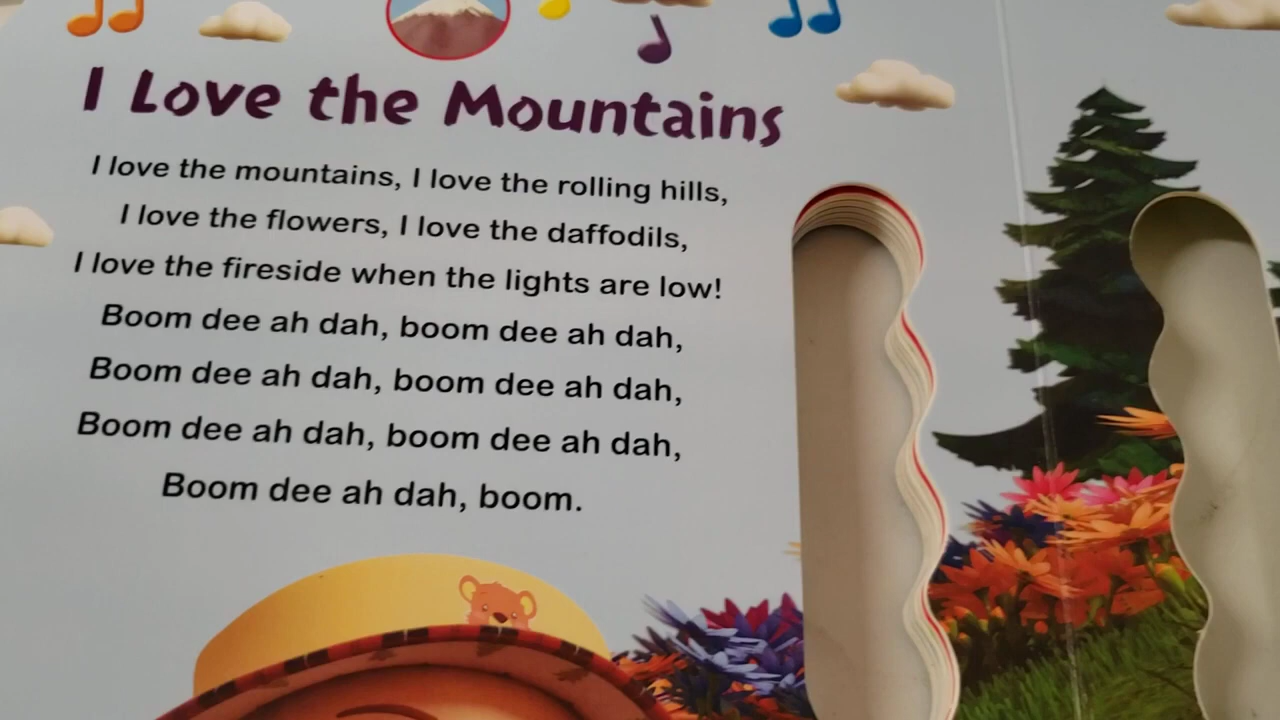 I Love the Mountains
I love the mountains, I love the rolling hills,
I love the flowers, I love the daffodils,
I love the fireside when the lights are low!
Boom dee ah dah, boom dee ah dah,
Boom dee ah dah, boom dee ah dah,
Boom dee ah dah, boom dee ah dah,
Boom dee ah dah, boom.